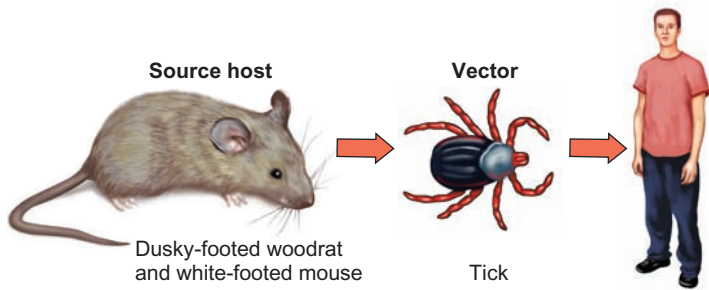 Source host
Vector
Dusky-footed woodrat
and white-footed mouse
Tick